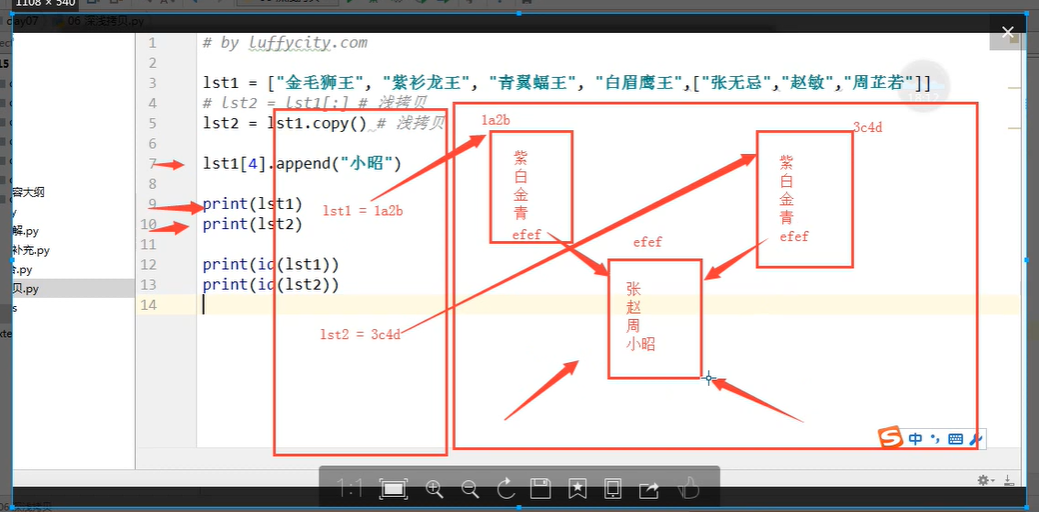 1108 × 540
day07 06 深浅拷贝.py
1 # by luffycity.com
2
3 lst1 = ["金毛狮王", "紫衫龙王", "青翼蝠王", "白眉鹰王",["张无忌","赵敏","周芷若"]]
4 # lst2 = lst1[:] # 浅拷贝
5 lst2 = lst1.copy() # 浅拷贝
6
7 lst1[4].append("小昭")
8
9 print(lst1)
10 print(lst2)
11
12 print(id(lst1))
13 print(id(lst2))
14
容大纲
解.py
补充.py
贝.py
lst1 = 1a2b
lst2 = 3c4d
1a2b
紫
白
金
青
efef
3c4d
紫
白
金
青
efef
efef
张
赵
周
小昭
中
1:1